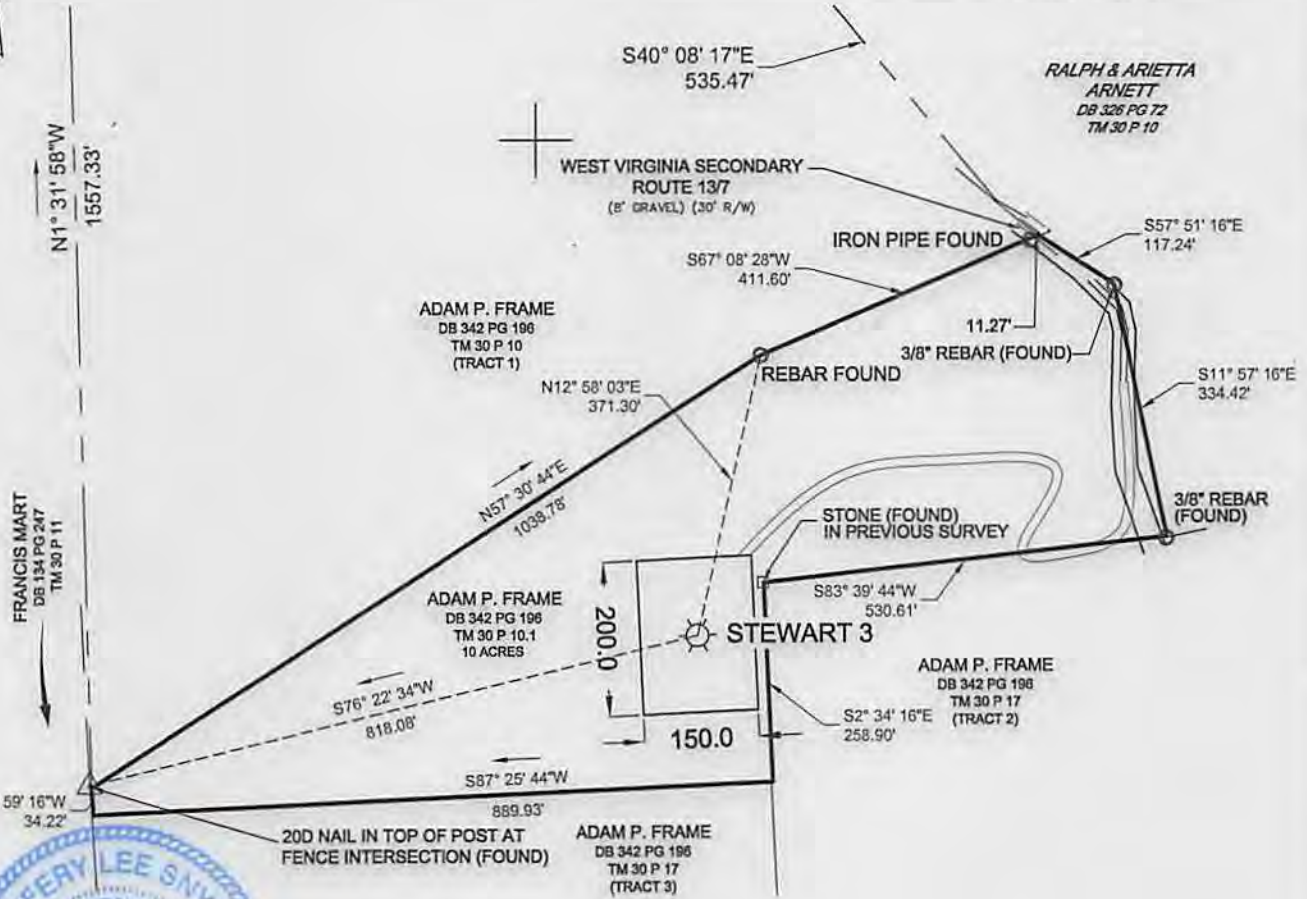 S40° 08' 17"E
535.47'
RALPH & ARIETTA
ARNETT
DB 326 PG 72
TM 30 P 10
N1° 31' 58"W
1557.33'
WEST VIRGINIA SECONDARY
ROUTE 13/7
(8' GRAVEL) (30' R/W)
IRON PIPE FOUND
S57° 51' 16"E
117.24'
S67° 08' 28"W
411.60'
ADAM P. FRAME
DB 342 PG 196
TM 30 P 10
(TRACT 1)
11.27'
3/8" REBAR (FOUND)
REBAR FOUND
N12° 58' 03"E
371.30'
S11° 57' 16"E
334.42'
N57° 30' 44"E
1038.78'
3/8" REBAR
(FOUND)
FRANCIS MART
DB 134 PG 247
TM 30 P 11
STONE (FOUND)
IN PREVIOUS SURVEY
S83° 39' 44"W
530.61'
ADAM P. FRAME
DB 342 PG 196
TM 30 P 10.1
10 ACRES
200.0
STEWART 3
ADAM P. FRAME
DB 342 PG 196
TM 30 P 17
(TRACT 2)
S76° 22' 34"W
818.08'
S2° 34' 16"E
258.90'
150.0
S87° 25' 44"W
889.93'
59' 16"W
34.22'
20D NAIL IN TOP OF POST AT
FENCE INTERSECTION (FOUND)
ADAM P. FRAME
DB 342 PG 196
TM 30 P 17
(TRACT 3)
FERY LEE SNY